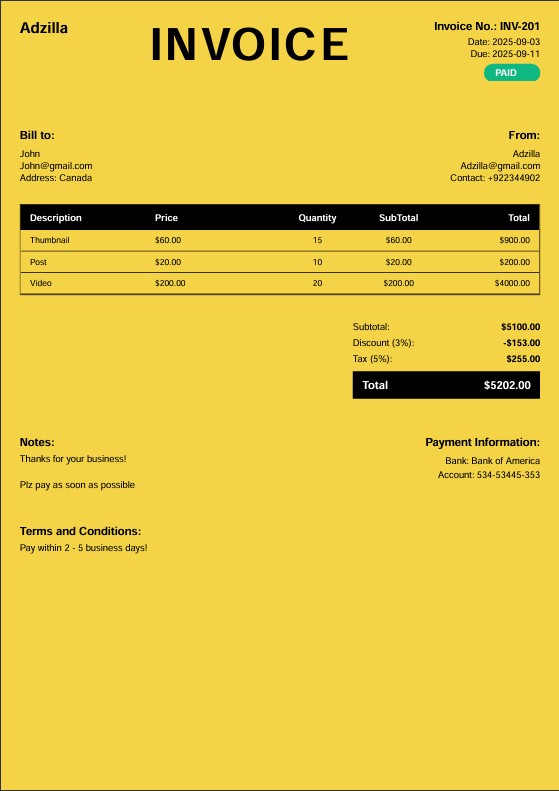 Adzilla
INVOICE
Invoice No.: INV-201
Date: 2025-09-03
Due: 2025-09-11
PAID
Bill to:
John
John@gmail.com
Address: Canada
From:
Adzilla
Adzilla@gmail.com
Contact: +922344902
Description Price Quantity SubTotal Total
Thumbnail $60.00 15 $60.00 $900.00
Post $20.00 10 $20.00 $200.00
Video $200.00 20 $200.00 $4000.00
Subtotal: $5100.00
Discount (3%): -$153.00
Tax (5%): $255.00
Total $5202.00
Notes:
Thanks for your business!
Plz pay as soon as possible
Payment Information:
Bank: Bank of America
Account: 534-53445-353
Terms and Conditions:
Pay within 2 - 5 business days!